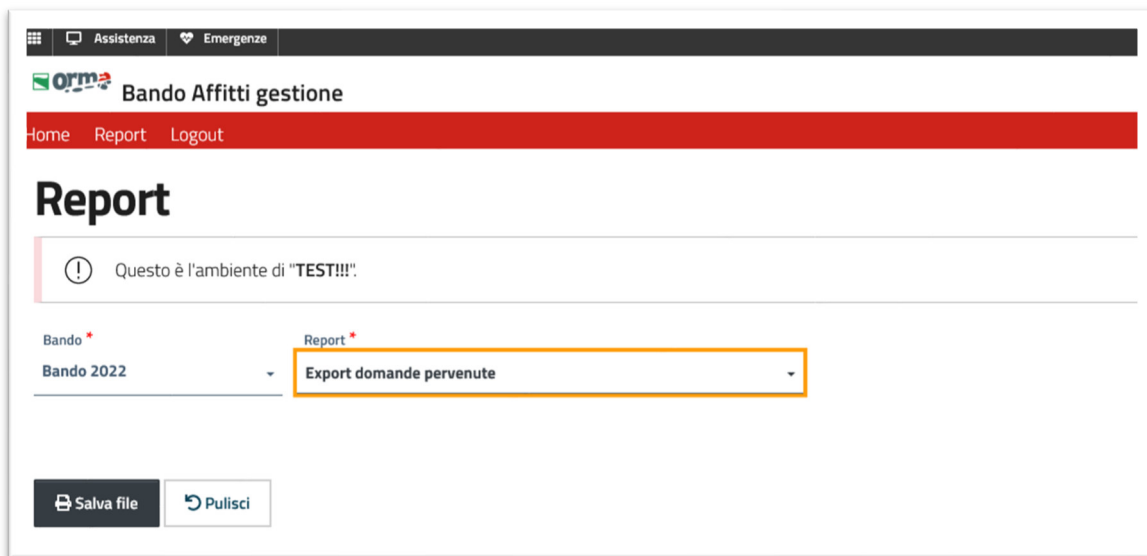 Assistenza Emergenze
orma Bando Affitti gestione
Home Report Logout
Report
Questo è l'ambiente di "TEST!!!".
Bando * Report *
Bando 2022 Export domande pervenute
Salva file Pulisci